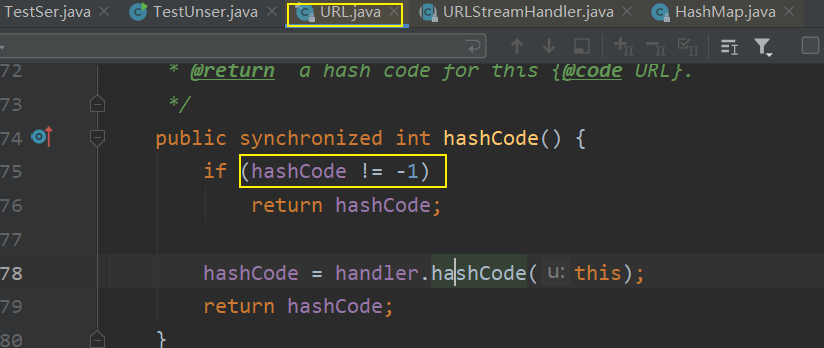 TestSer.java × TestUnser.java × URL.java × URLStreamHandler.java × HashMap.java ×
72 * @return a hash code for this {@code URL}.
73 */
74 public synchronized int hashCode() {
75 if (hashCode != -1)
76 return hashCode;
77
78 hashCode = handler.hashCode( u: this);
79 return hashCode;
80 }